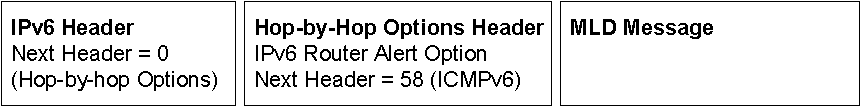 IPv6 Header
Next Header = 0
(Hop-by-hop Options)
Hop-by-Hop Options Header
IPv6 Router Alert Option
Next Header = 58 (ICMPv6)
MLD Message